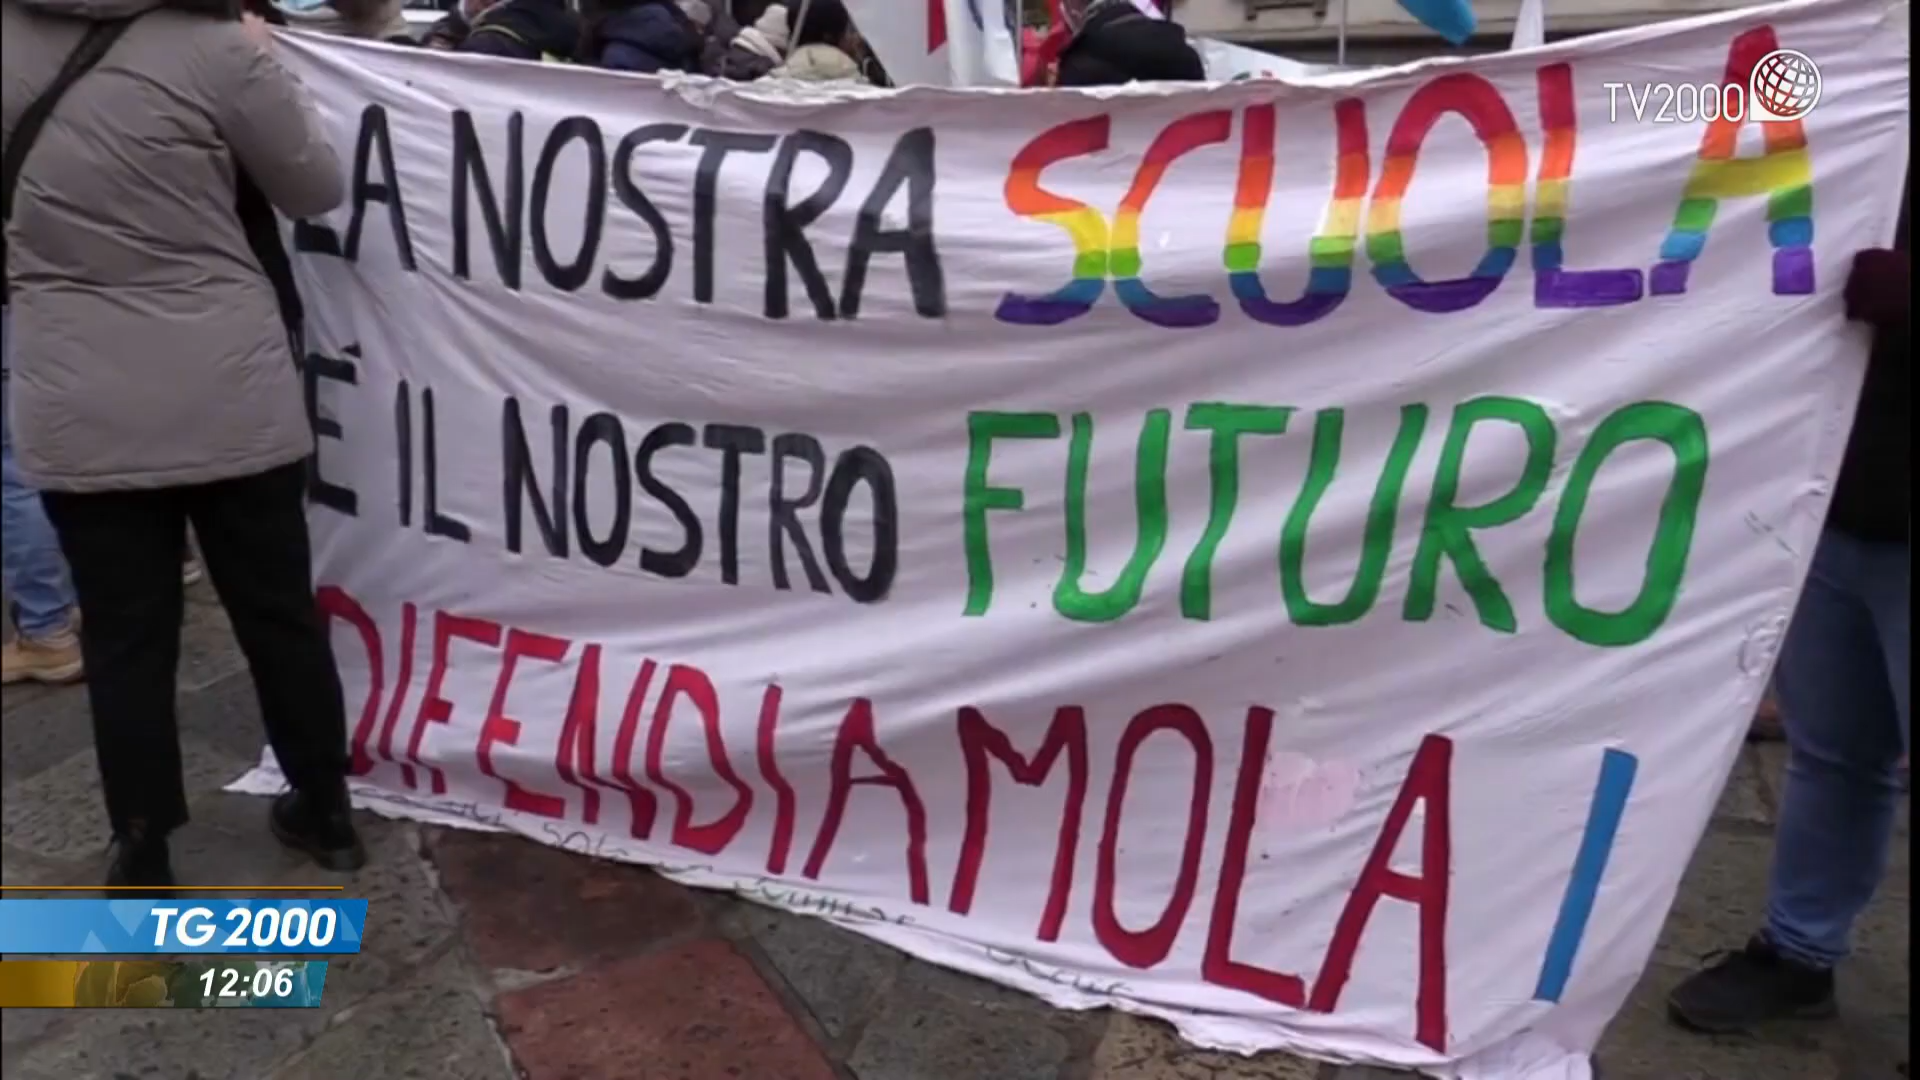 TV2000
LA NOSTRA SCUOLA
É IL NOSTRO FUTURO
DIFENDIAMOLA !
TG 2000
12:06